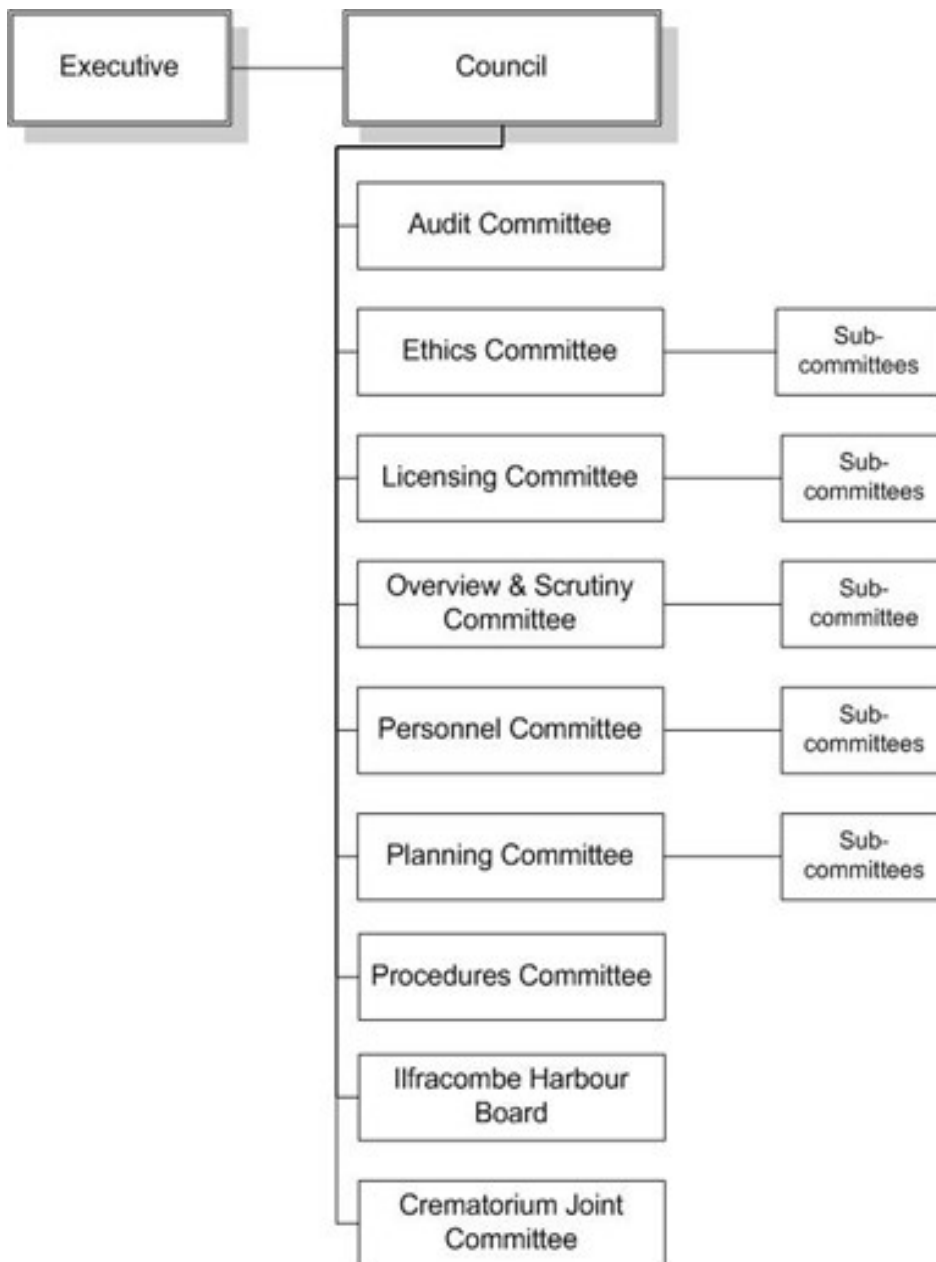 Executive
Council
Audit Committee
Ethics Committee
Sub-
committees
Licensing Committee
Sub-
committees
Overview & Scrutiny
Committee
Sub-
committee
Personnel Committee
Sub-
committees
Planning Committee
Sub-
committees
Procedures Committee
Ilfracombe Harbour
Board
Crematorium Joint
Committee